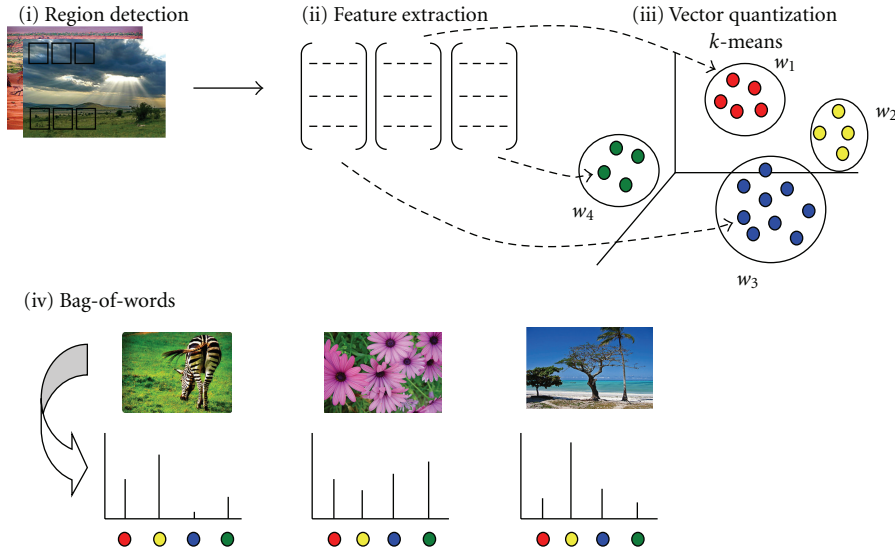 (i) Region detection
(ii) Feature extraction
(iii) Vector quantization
k-means
w1
w2
w4
w3
(iv) Bag-of-words